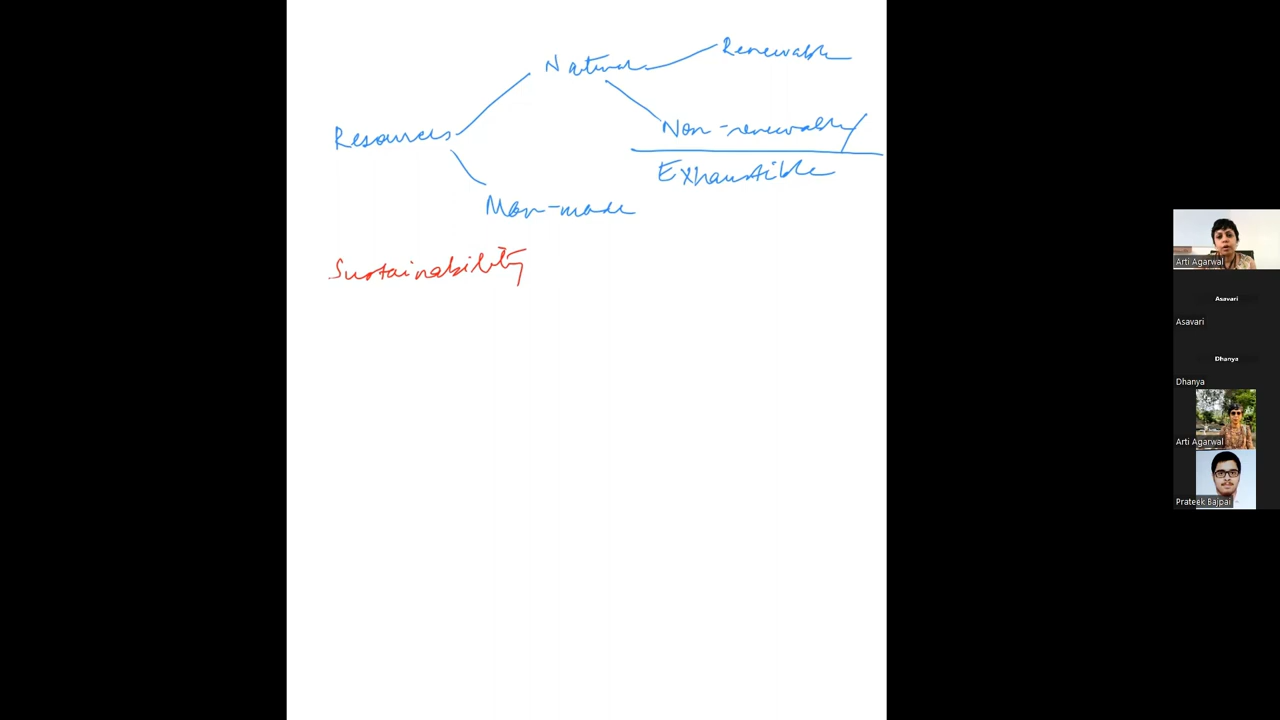 Renewable
Natural
Non-renewable/
Resources
Exhaustible
Man-made
Sustainability
Arti Agarwal
Asavari
Asavari
Dhanya
Dhanya
Arti Agarwal
Prateek Bajpai